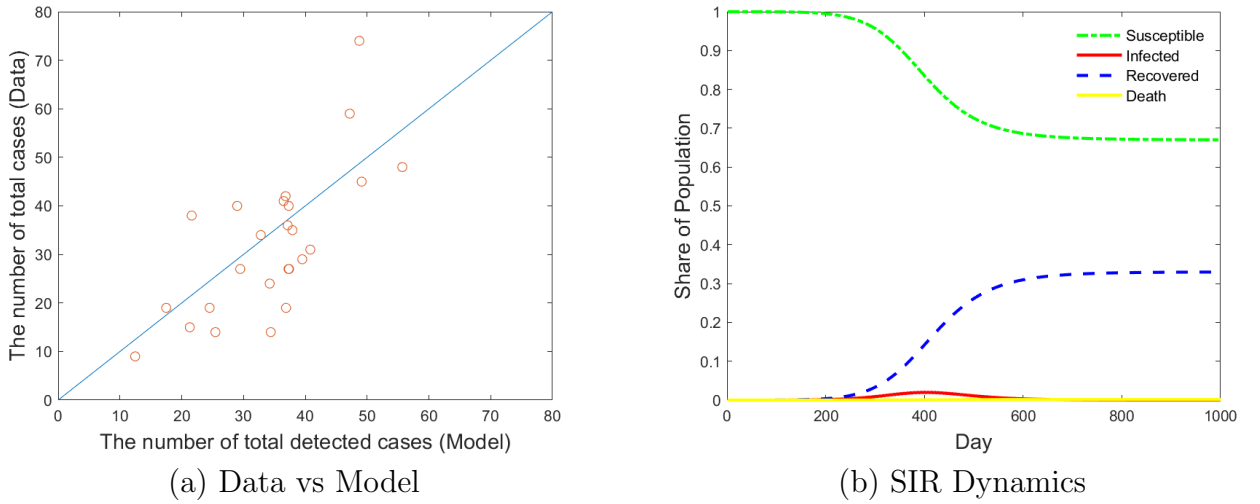 80
70
60
50
40
30
20
10
0
0 10 20 30 40 50 60 70 80
The number of total cases (Data)
The number of total detected cases (Model)
(a) Data vs Model
1
0.9
0.8
0.7
0.6
0.5
0.4
0.3
0.2
0.1
0
0 200 400 600 800 1000
Share of Population
Day
Susceptible
Infected
Recovered
Death
(b) SIR Dynamics